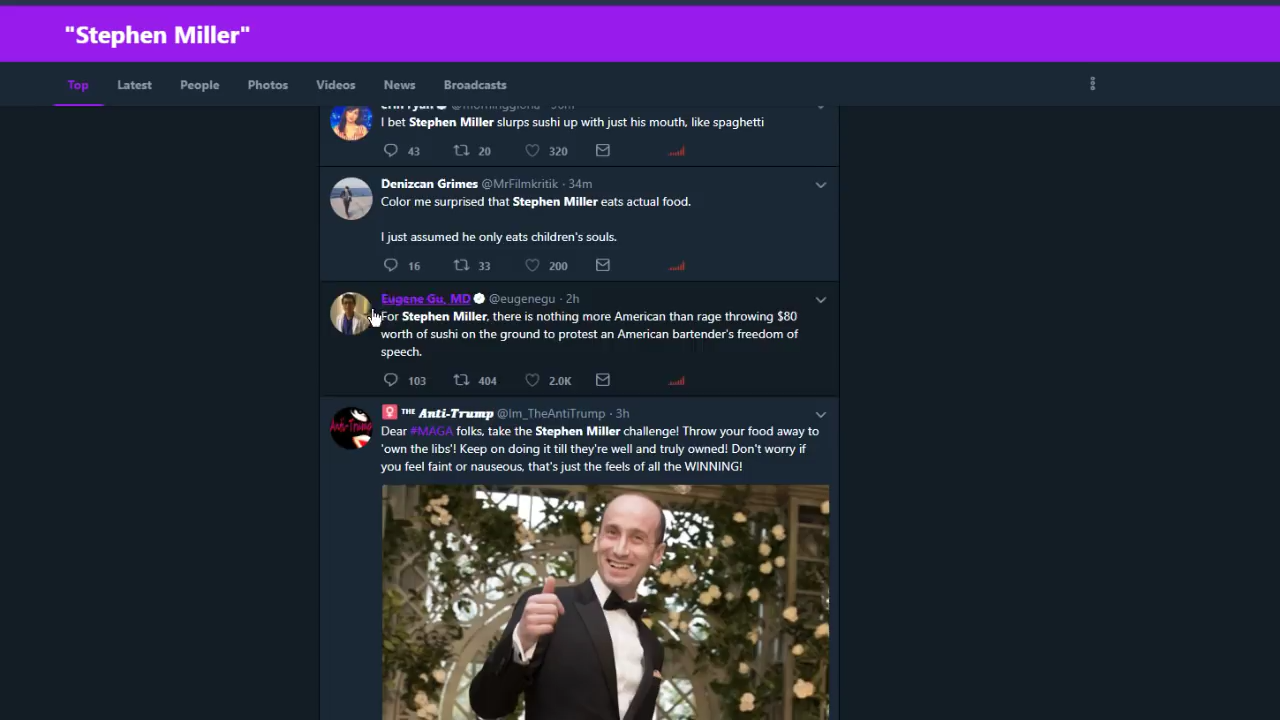 "Stephen Miller"
Top Latest People Photos Videos News Broadcasts
I bet Stephen Miller slurps sushi up with just his mouth, like spaghetti
43 20 320
Denizcan Grimes @MrFilmkritik · 34m
Color me surprised that Stephen Miller eats actual food.
I just assumed he only eats children's souls.
16 33 200
Eugene Gu, MD @eugenegu · 2h
For Stephen Miller, there is nothing more American than rage throwing $80
worth of sushi on the ground to protest an American bartender's freedom of
speech.
103 404 2.0K
THE Anti-Trump @Im_TheAntiTrump · 3h
Anti-Trump
Dear #MAGA folks, take the Stephen Miller challenge! Throw your food away to
'own the libs'! Keep on doing it till they're well and truly owned! Don't worry if
you feel faint or nauseous, that's just the feels of all the WINNING!